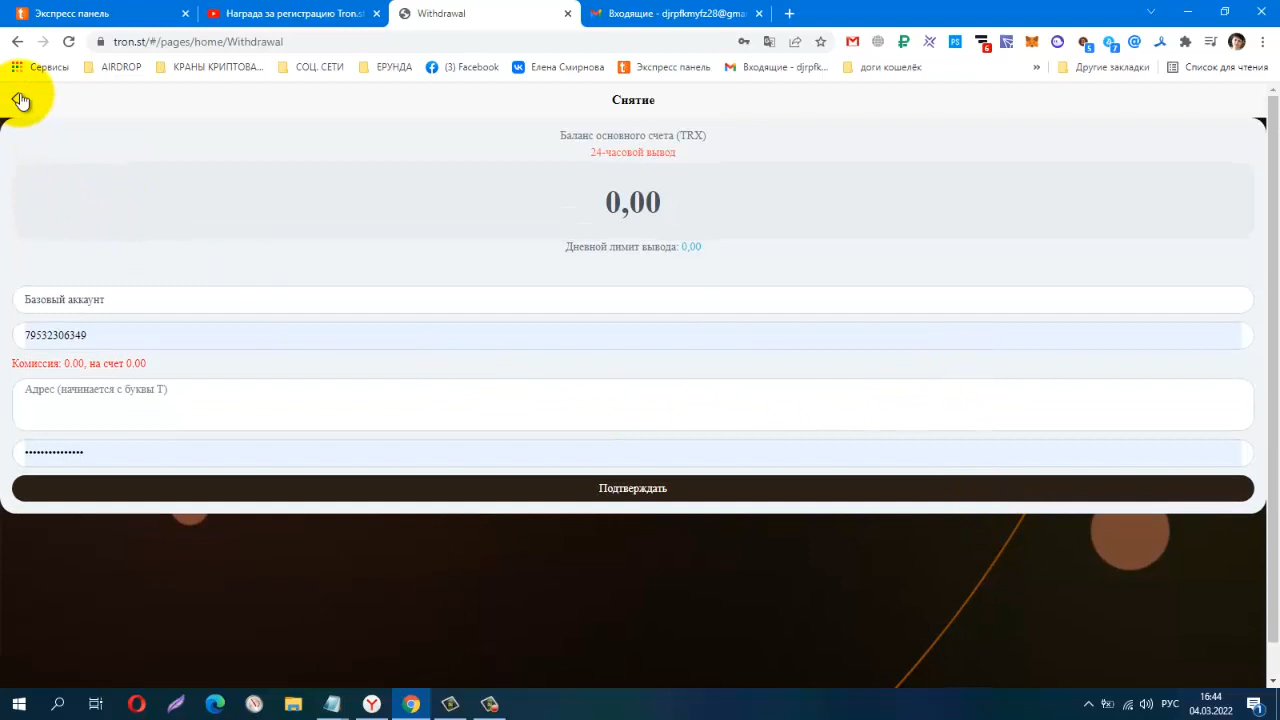 Экспресс панель
Награда за регистрацию Tron.st
Withdrawal
Входящие - djrpfkmyfz28@gma
tron.st/#/pages/home/Withdrawal
Сервисы
AIRDROP
КРАНЫ КРИПТОВА...
СОЦ. СЕТИ
ЕРУНДА
(3) Facebook
Елена Смирнова
Экспресс панель
Входящие - djrpfk...
доги кошелёк
»
Другие закладки
Список для чтения
Снятие
Баланс основного счета (TRX)
24-часовой вывод
0,00
Дневной лимит вывода: 0,00
Базовый аккаунт
79532306349
Комиссия: 0.00, на счет 0.00
Адрес (начинается с буквы T)
•••••••••••••••
Подтверждать
РУС
16:44
04.03.2022